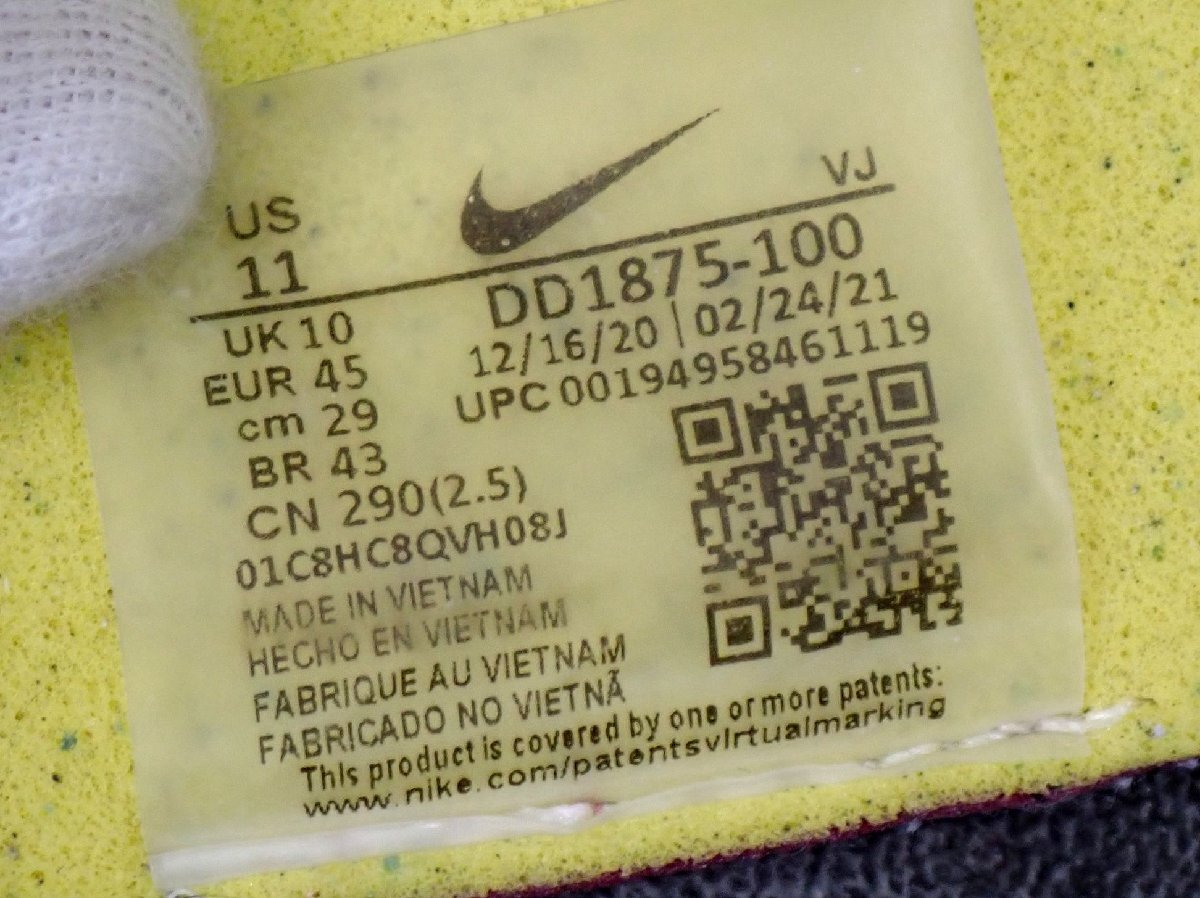 VJ
US
11
DD1875-100
12/16/20 | 02/24/21
UPC 00194958461119
UK 10
EUR 45
cm 29
BR 43
CN 290(2.5)
01C8HC8QVH08J
MADE IN VIETNAM
HECHO EN VIETNAM
FABRIQUE AU VIETNAM
FABRICADO NO VIETNÃ
This product is covered by one or more patents:
www.nike.com/patentsvirtualmarking